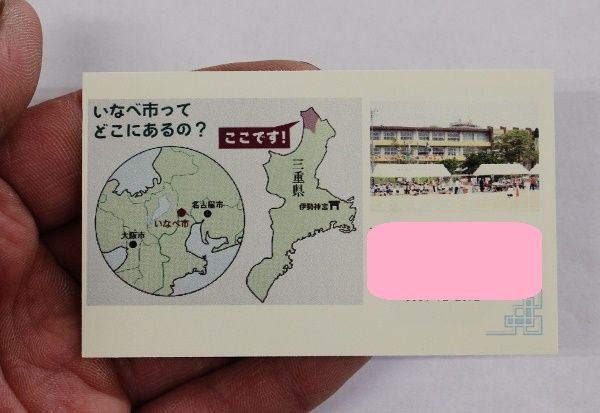 いなべ市って
どこにあるの？
ここです!
三重県
伊勢神宮
名古屋市
いなべ市
大阪市